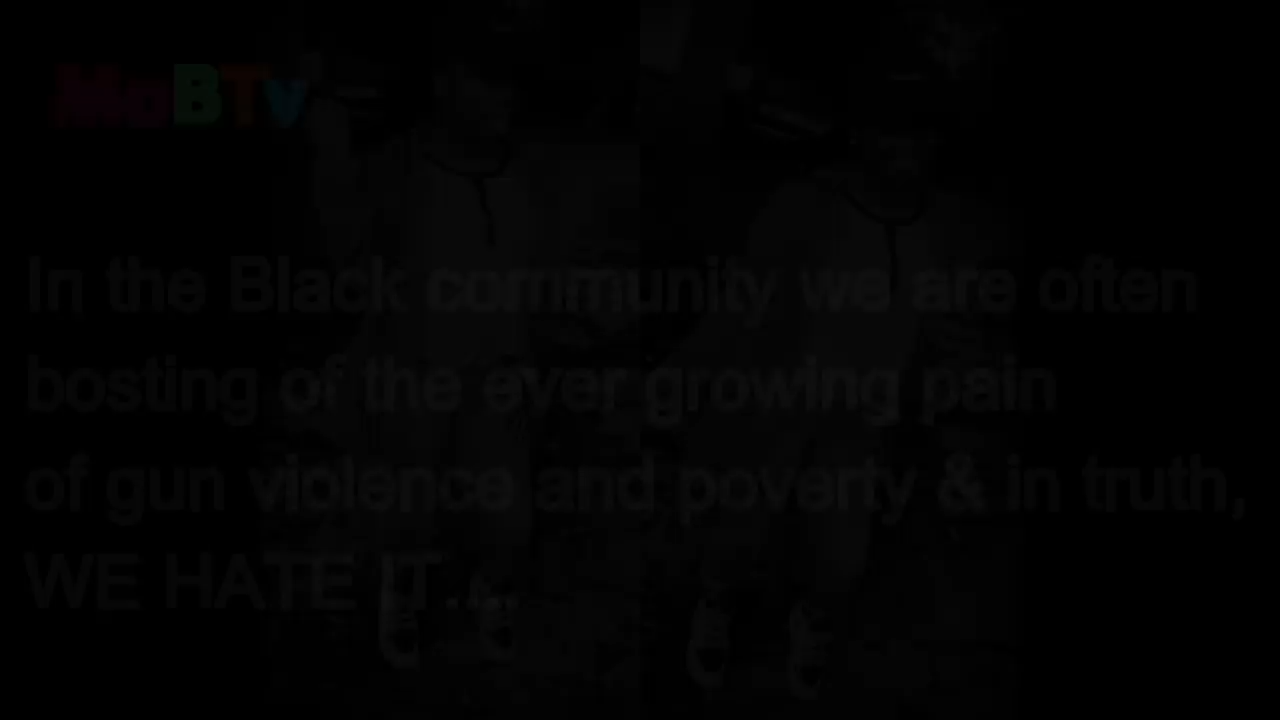 MoBTv
In the Black community we are often
bosting of the ever growing pain
of gun violence and poverty & in truth,
WE HATE IT....